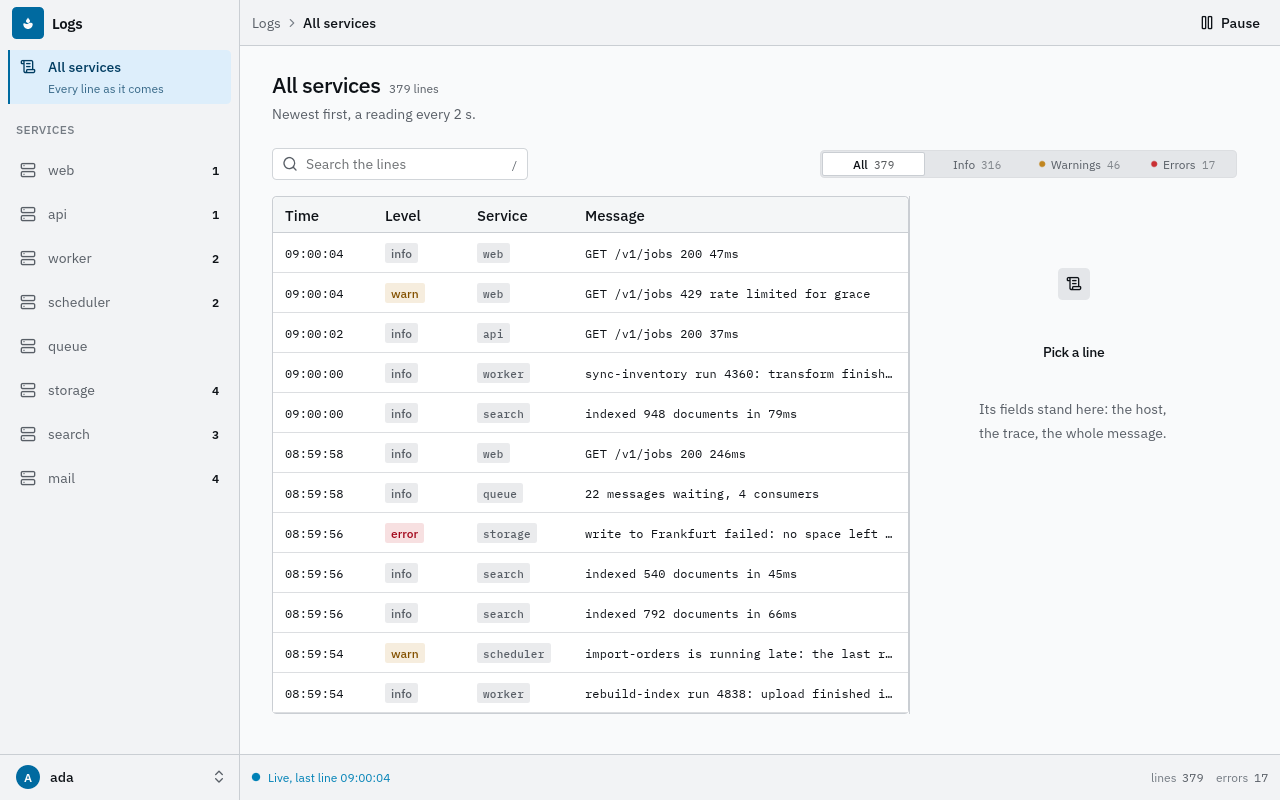 Logs
All services
Every line as it comes
SERVICES
web 1
api 1
worker 2
scheduler 2
queue
storage 4
search 3
mail 4
A ada
Logs > All services
Pause
All services 379 lines
Newest first, a reading every 2 s.
Search the lines /
All 379 Info 316 Warnings 46 Errors 17
Time Level Service Message
09:00:04 info web GET /v1/jobs 200 47ms
09:00:04 warn web GET /v1/jobs 429 rate limited for grace
09:00:02 info api GET /v1/jobs 200 37ms
09:00:00 info worker sync-inventory run 4360: transform finish…
09:00:00 info search indexed 948 documents in 79ms
08:59:58 info web GET /v1/jobs 200 246ms
08:59:58 info queue 22 messages waiting, 4 consumers
08:59:56 error storage write to Frankfurt failed: no space left …
08:59:56 info search indexed 540 documents in 45ms
08:59:56 info search indexed 792 documents in 66ms
08:59:54 warn scheduler import-orders is running late: the last r…
08:59:54 info worker rebuild-index run 4838: upload finished i…
Pick a line
Its fields stand here: the host,
the trace, the whole message.
Live, last line 09:00:04
lines 379 errors 17